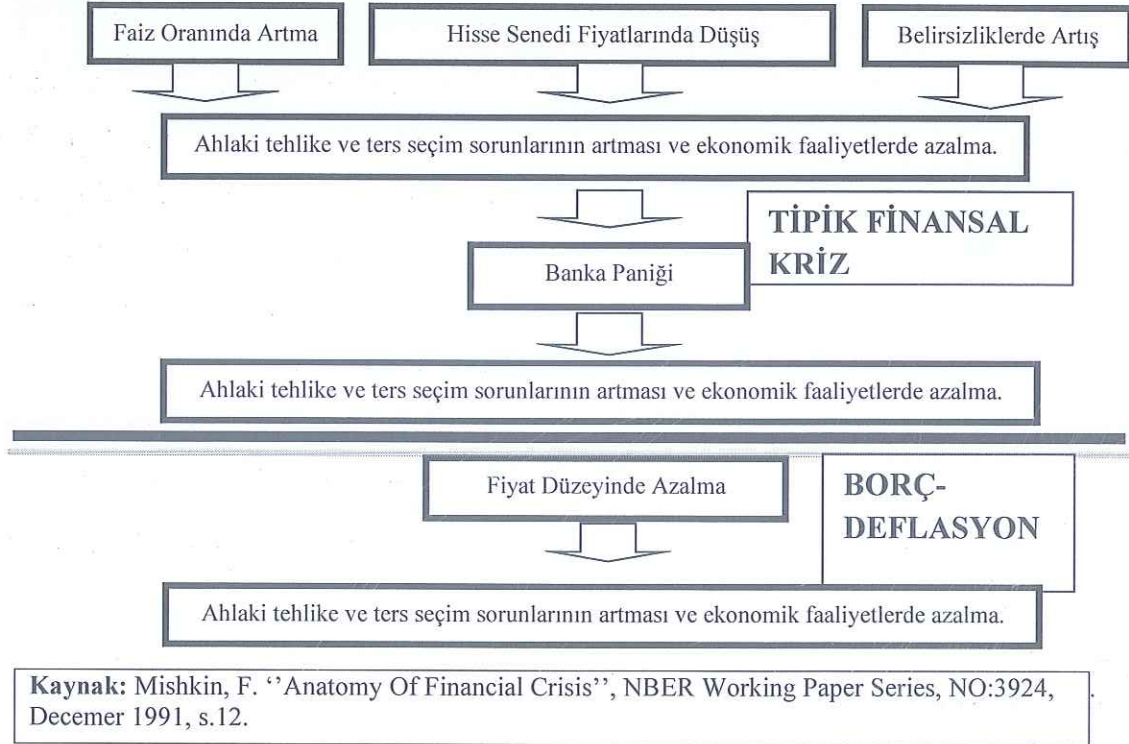 Faiz Oranında Artma
Hisse Senedi Fiyatlarında Düşüş
Belirsizliklerde Artış
Ahlaki tehlike ve ters seçim sorunlarının artması ve ekonomik faaliyetlerde azalma.
TİPİK FİNANSAL
KRİZ
Banka Paniği
Ahlaki tehlike ve ters seçim sorunlarının artması ve ekonomik faaliyetlerde azalma.
Fiyat Düzeyinde Azalma
BORÇ-
DEFLASYON
Ahlaki tehlike ve ters seçim sorunlarının artması ve ekonomik faaliyetlerde azalma.
Kaynak: Mishkin, F. ‘‘Anatomy Of Financial Crisis’’, NBER Working Paper Series, NO:3924,
Decemer 1991, s.12.